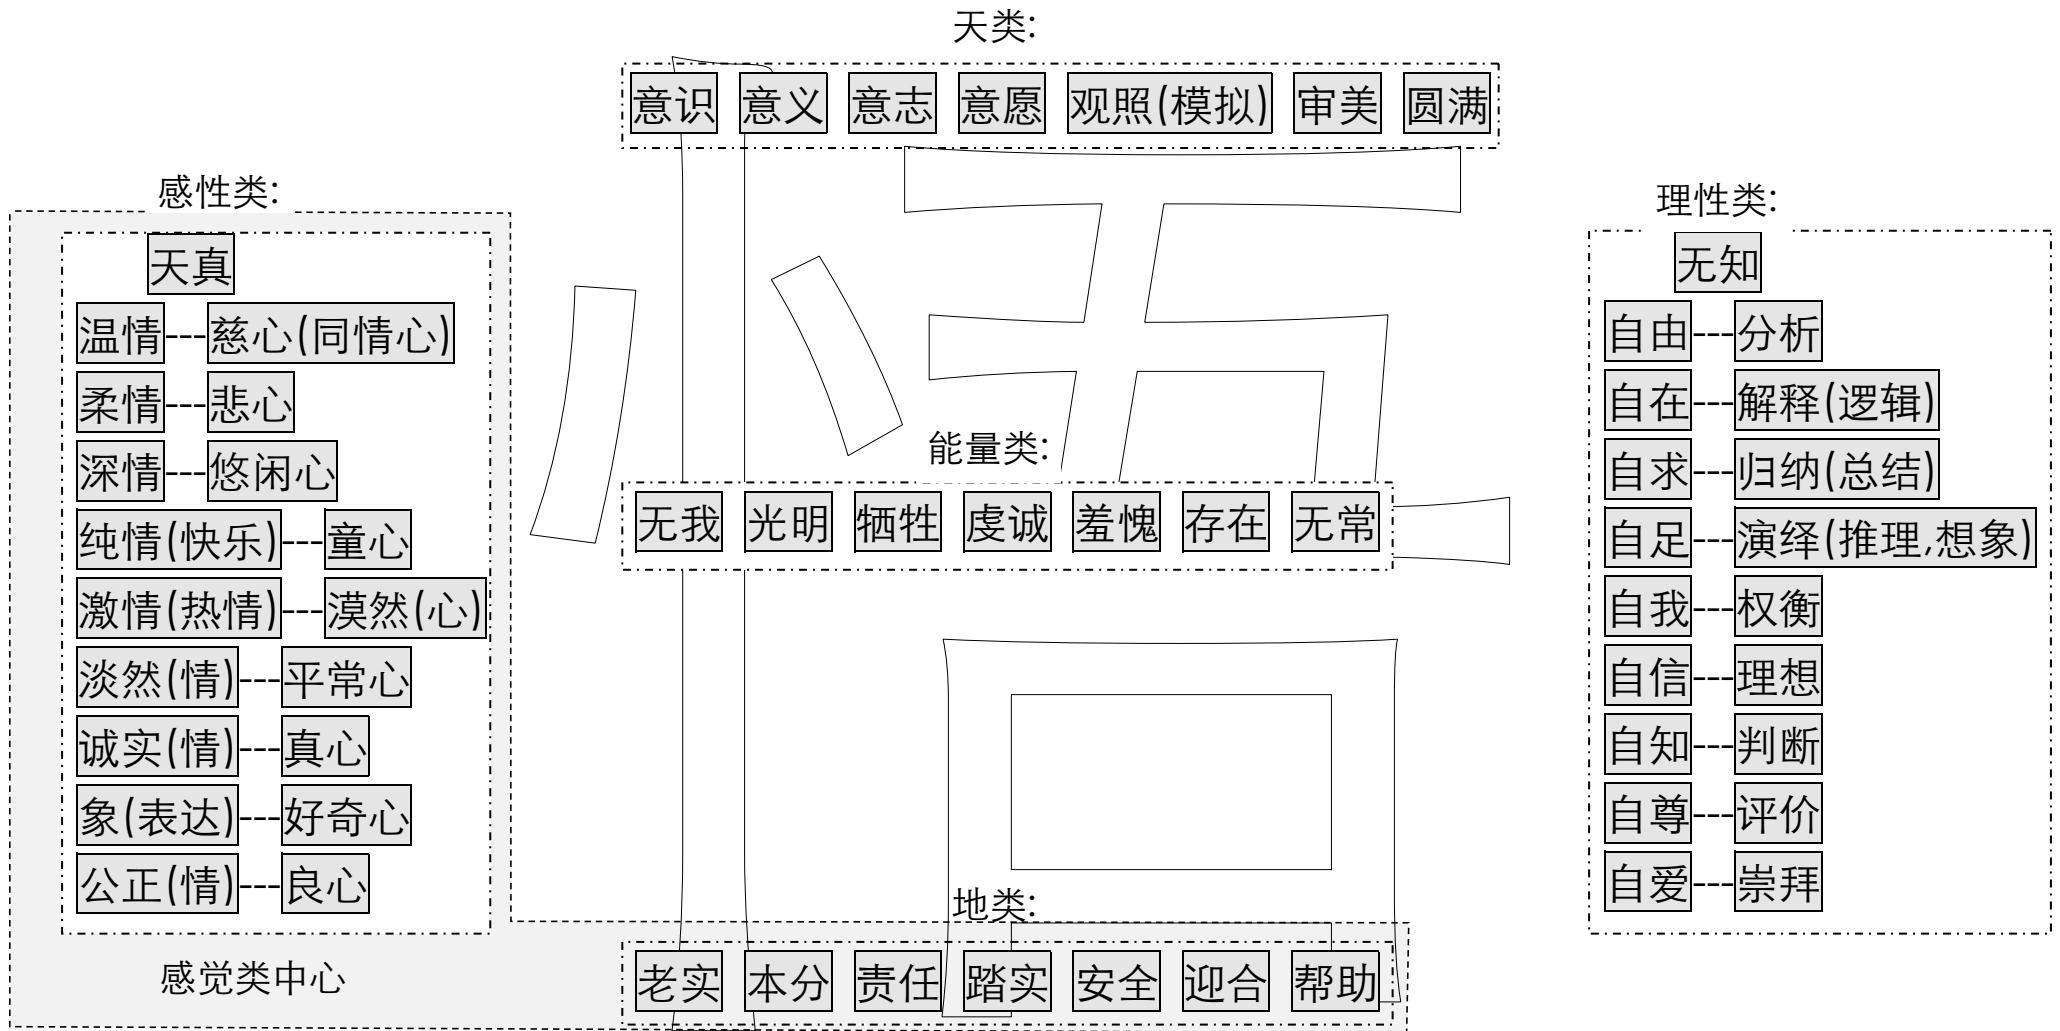 天类:
意识 意义 意志 意愿 观照(模拟) 审美 圆满
感性类:
天真
温情---慈心(同情心)
柔情---悲心
深情---悠闲心
纯情(快乐)---童心
激情(热情)---漠然(心)
淡然(情)---平常心
诚实(情)---真心
象(表达)---好奇心
公正(情)---良心
感觉类中心
悟
能量类:
无我 光明 牺牲 虔诚 羞愧 存在 无常
地类:
老实 本分 责任 踏实 安全 迎合 帮助
理性类:
无知
自由---分析
自在---解释(逻辑)
自求---归纳(总结)
自足---演绎(推理,想象)
自我---权衡
自信---理想
自知---判断
自尊---评价
自爱---崇拜